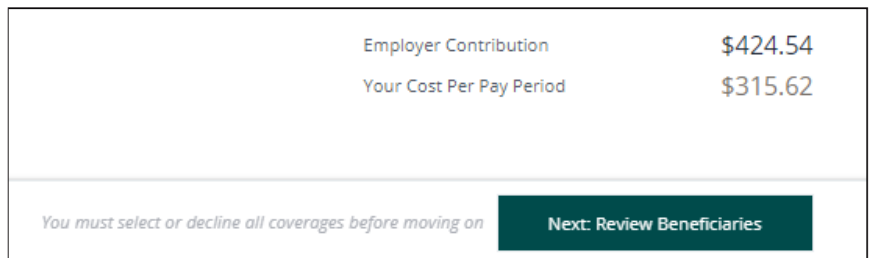 Employer Contribution $424.54
Your Cost Per Pay Period $315.62
You must select or decline all coverages before moving on Next: Review Beneficiaries